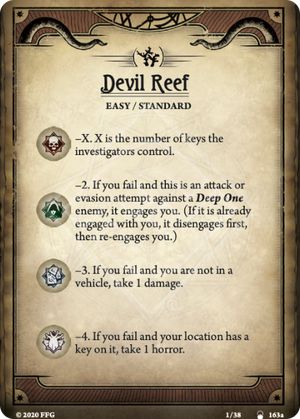 Devil Reef
EASY / STANDARD
–X. X is the number of keys the
investigators control.
–2. If you fail and this is an attack or
evasion attempt against a Deep One
enemy, it engages you. (If it is already
engaged with you, it disengages first,
then re-engages you.)
–3. If you fail and you are not in a
vehicle, take 1 damage.
–4. If you fail and your location has a
key on it, take 1 horror.
© 2020 FFG 1/38 163a